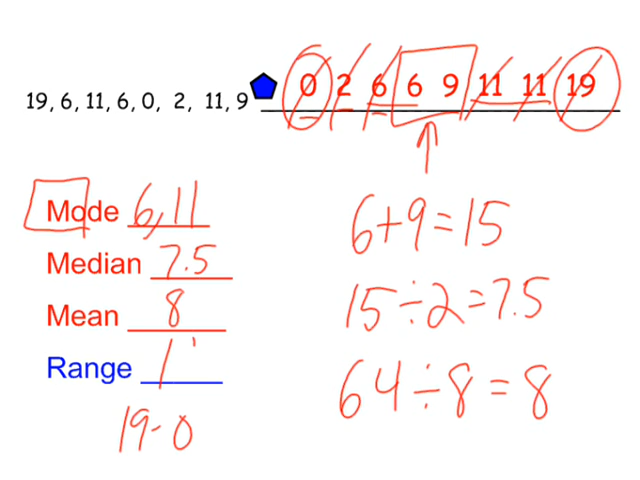 0 2 6 6 9 11 11 19
19, 6, 11, 6, 0, 2, 11, 9
Mode 6,11
6+9=15
Median 7.5
15÷2=7.5
Mean 8
Range
64÷8=8
19-0